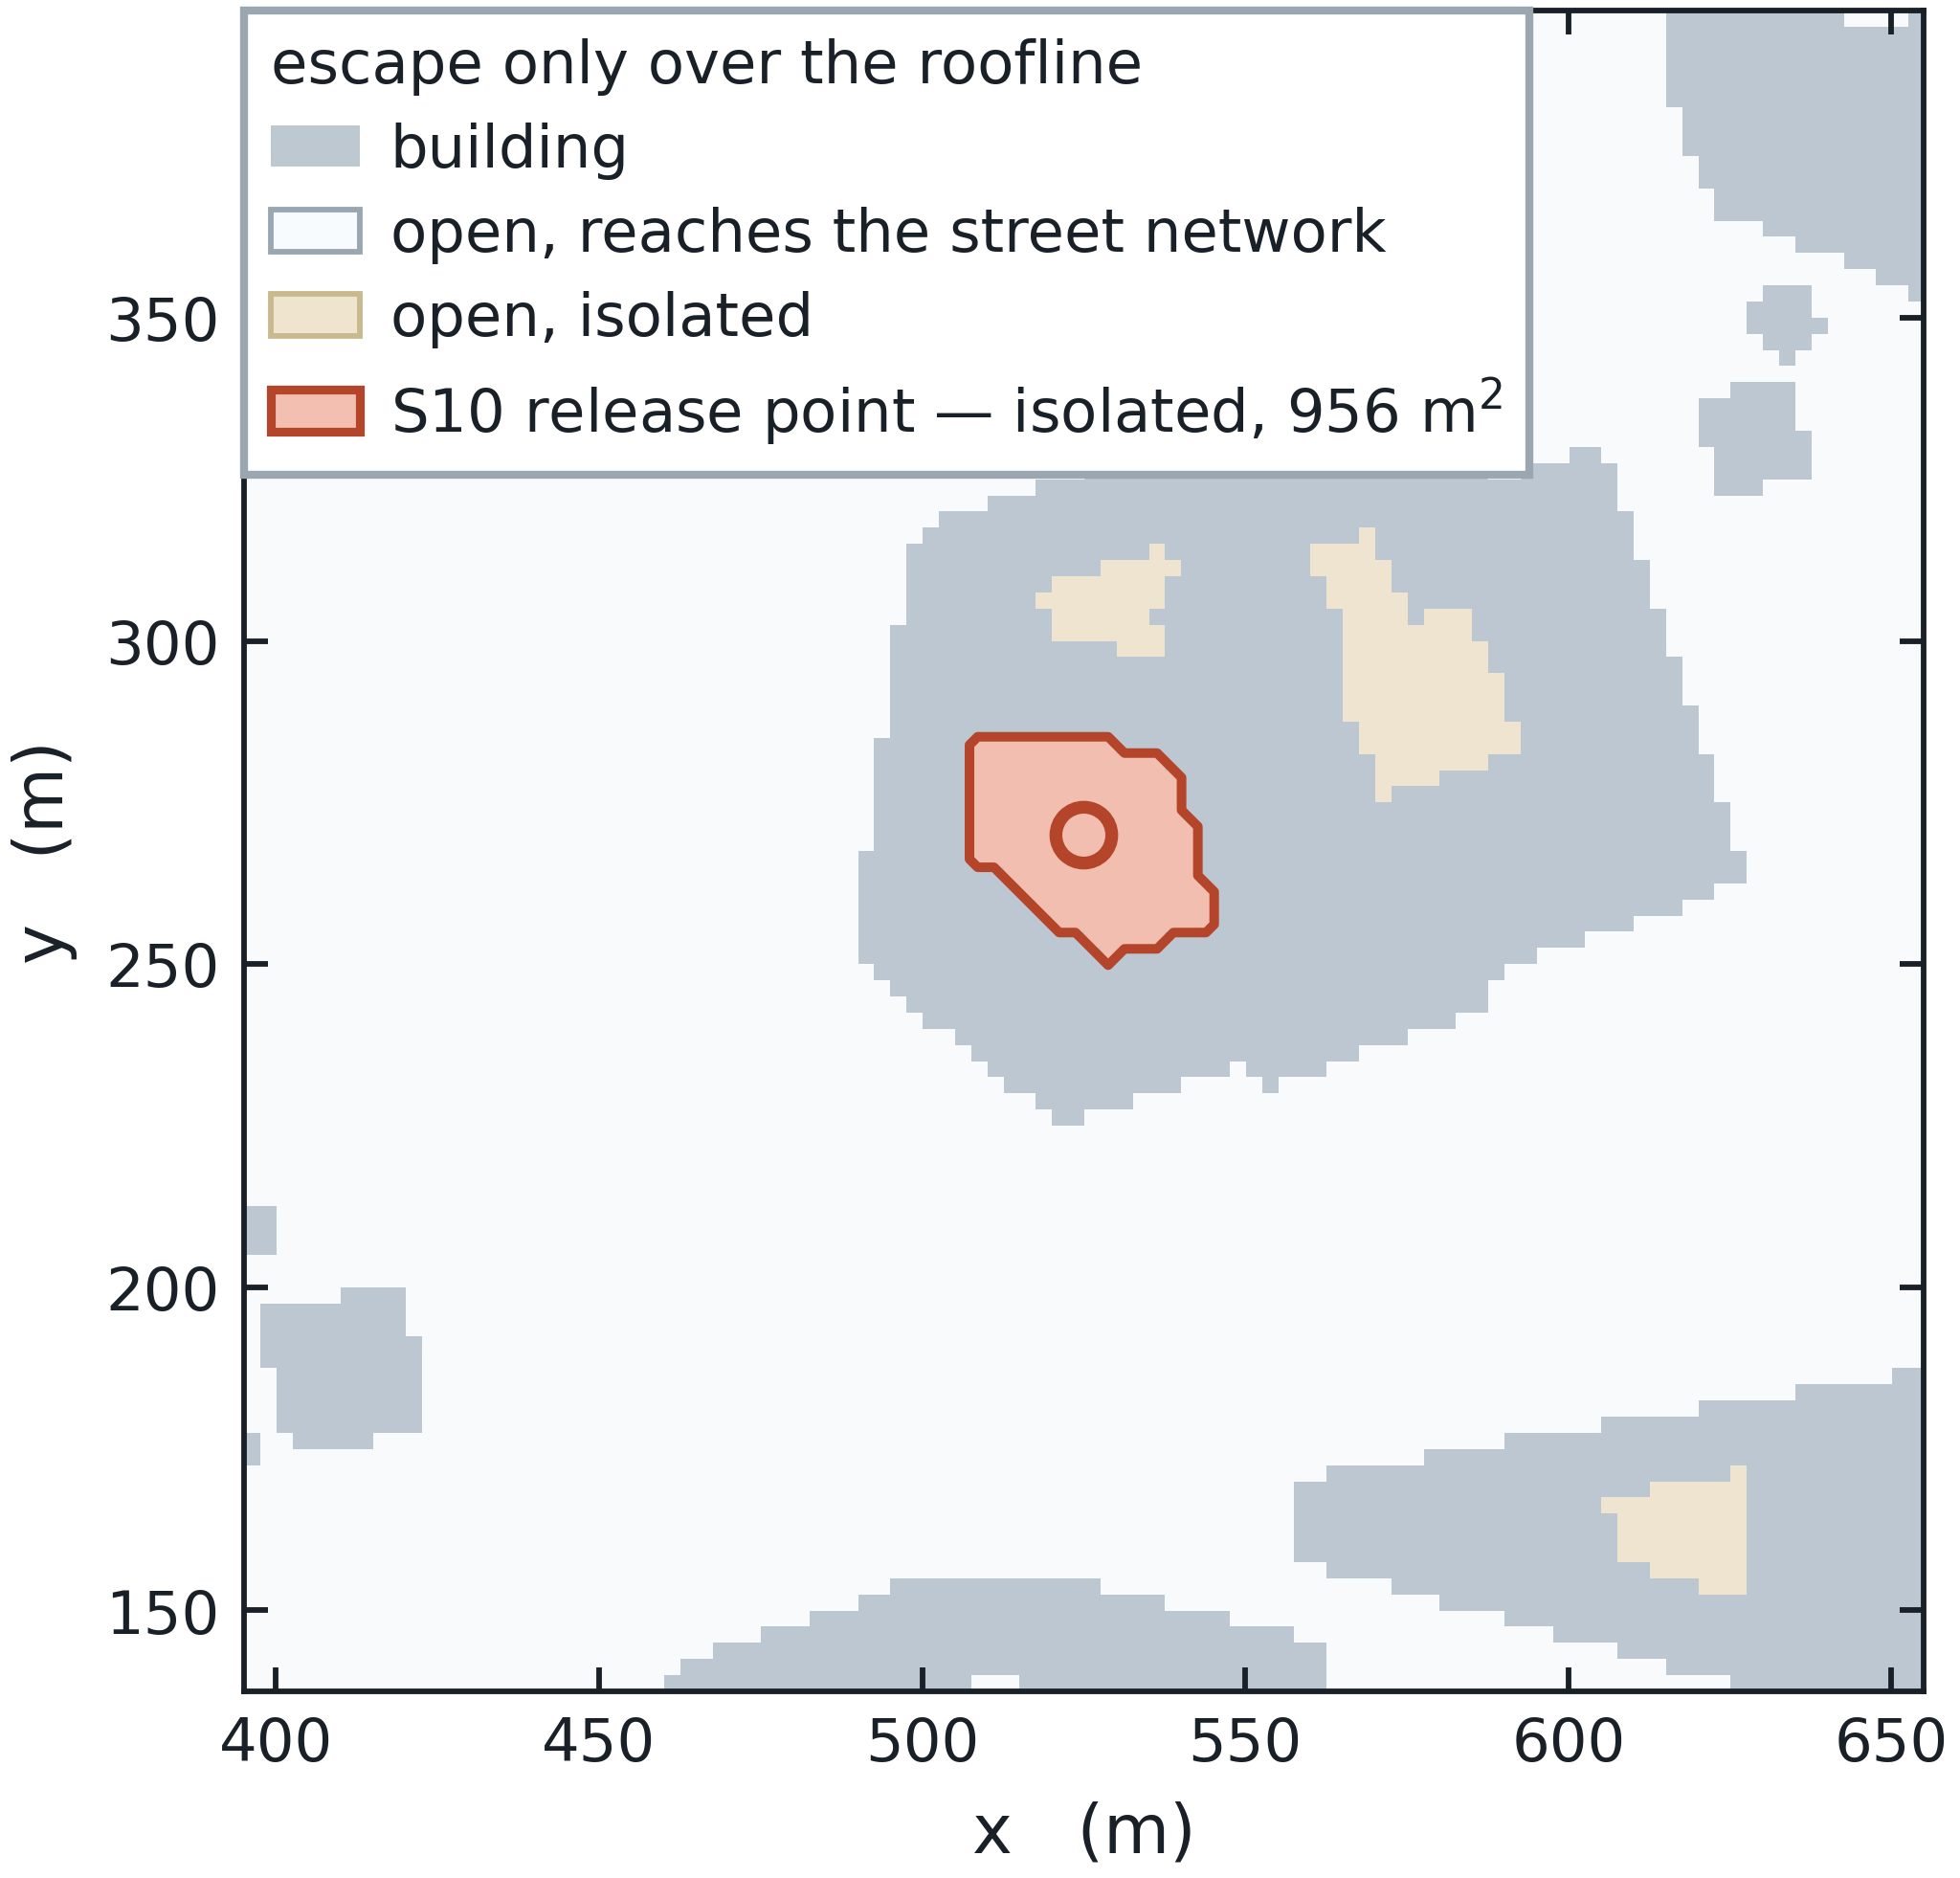 escape only over the roofline
building
open, reaches the street network
open, isolated
S10 release point — isolated, 956 m²
350
300
250
200
150
y (m)
400 450 500 550 600 650
x (m)